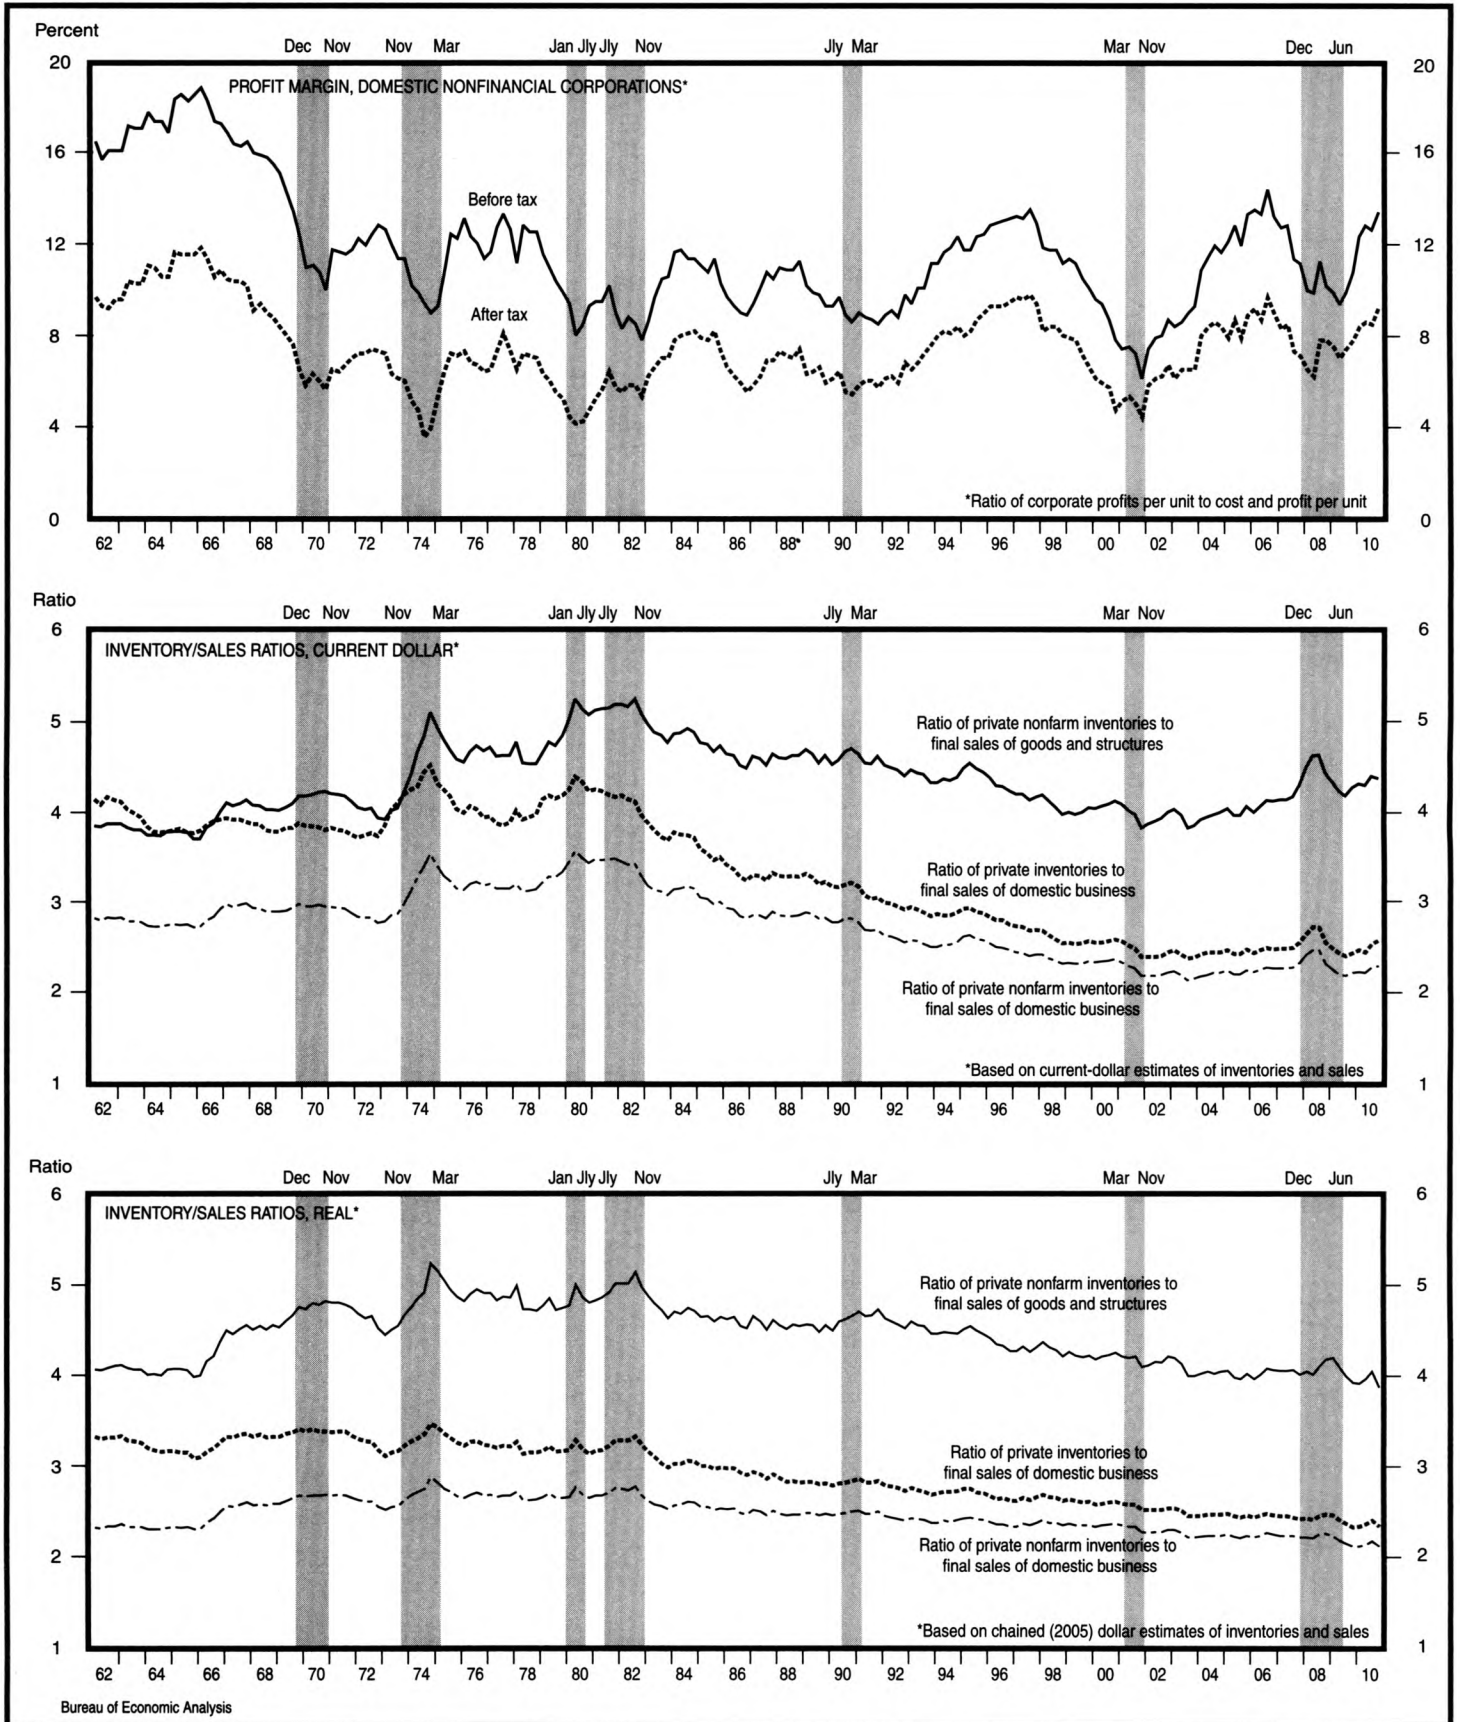 Percent
Dec Nov Nov Mar Jan Jly Jly Nov Jly Mar Mar Nov Dec Jun
20 20
PROFIT MARGIN, DOMESTIC NONFINANCIAL CORPORATIONS*
16 16
Before tax
12 12
After tax
8 8
4 4
*Ratio of corporate profits per unit to cost and profit per unit
0 0
62 64 66 68 70 72 74 76 78 80 82 84 86 88* 90 92 94 96 98 00 02 04 06 08 10
Ratio
Dec Nov Nov Mar Jan Jly Jly Nov Jly Mar Mar Nov Dec Jun
6 6
INVENTORY/SALES RATIOS, CURRENT DOLLAR*
5 5
Ratio of private nonfarm inventories to
final sales of goods and structures
4 4
Ratio of private inventories to
final sales of domestic business
3 3
Ratio of private nonfarm inventories to
final sales of domestic business
2 2
*Based on current-dollar estimates of inventories and sales
1 1
62 64 66 68 70 72 74 76 78 80 82 84 86 88 90 92 94 96 98 00 02 04 06 08 10
Ratio
Dec Nov Nov Mar Jan Jly Jly Nov Jly Mar Mar Nov Dec Jun
6 6
INVENTORY/SALES RATIOS, REAL*
5 5
Ratio of private nonfarm inventories to
final sales of goods and structures
4 4
Ratio of private inventories to
final sales of domestic business
3 3
Ratio of private nonfarm inventories to
final sales of domestic business
2 2
*Based on chained (2005) dollar estimates of inventories and sales
1 1
62 64 66 68 70 72 74 76 78 80 82 84 86 88 90 92 94 96 98 00 02 04 06 08 10
Bureau of Economic Analysis